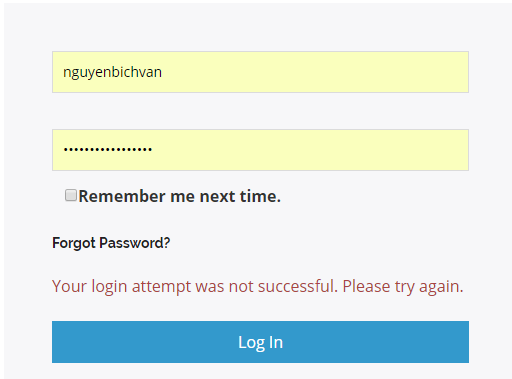 nguyenbichvan
•••••••••••••••••
Remember me next time.
Forgot Password?
Your login attempt was not successful. Please try again.
Log In